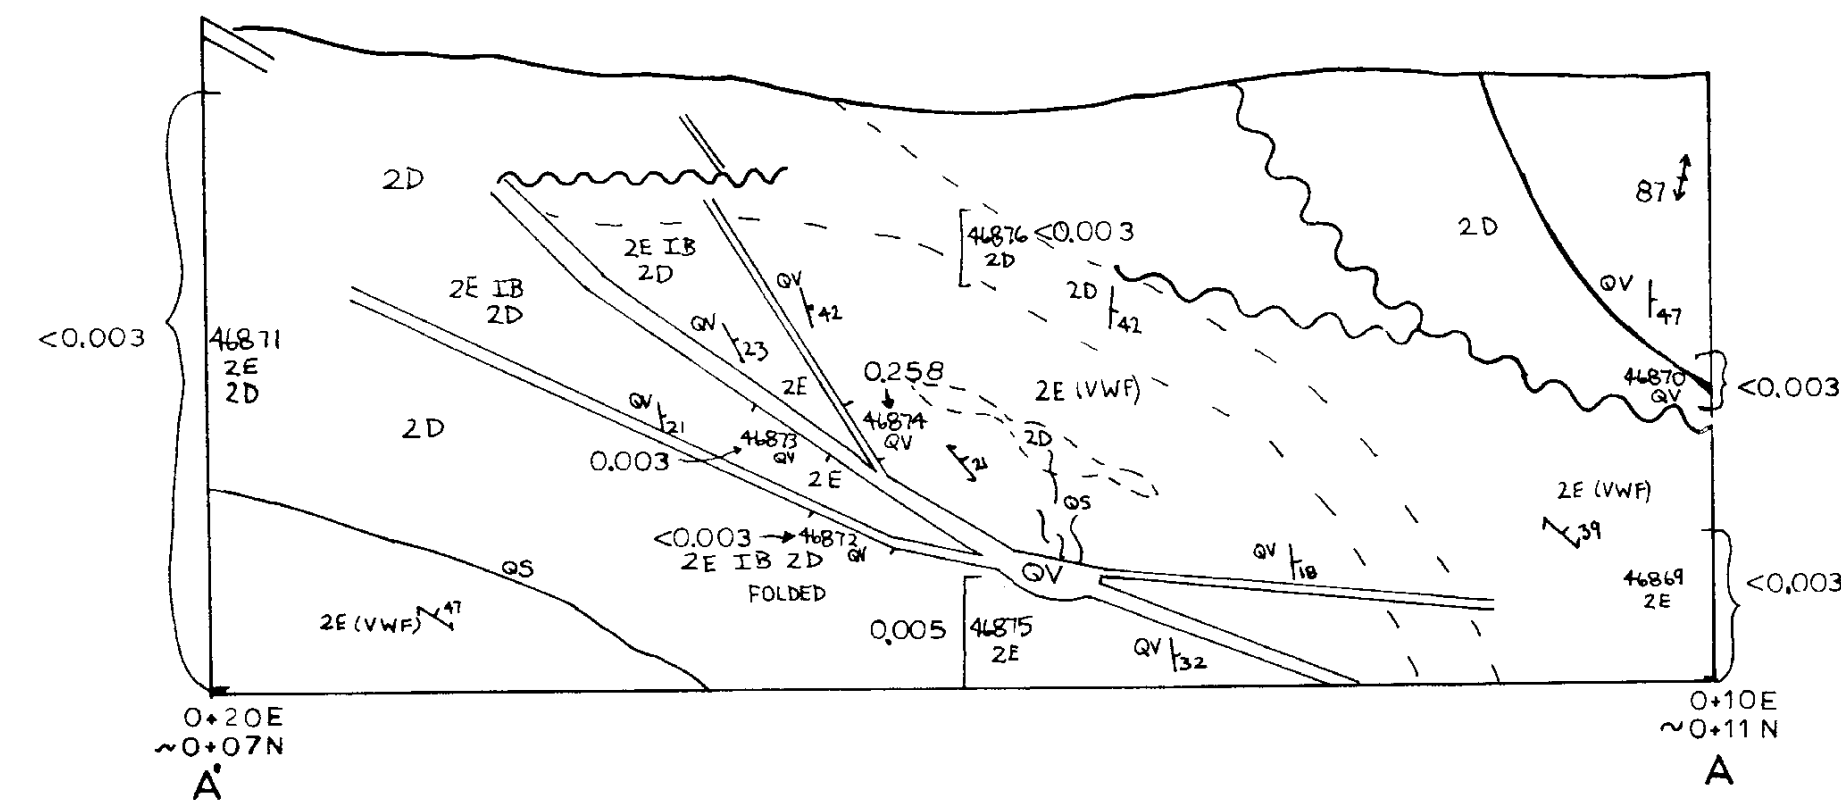 2D
87
2D
46876 <0.003
2D
2E IB
2D
QV
42
2E IB
2D
2D
42
QV
47
<0.003
46871
2E
2D
QV
23
0.258
46874
QV
2E
2E (VWF)
46870
QV
<0.003
QV
21
2D
46873
QV
0.003
2E
21
2D
QS
2E (VWF)
39
<0.003
46872
QV
2E IB 2D
FOLDED
QS
QV
QV
18
46869
2E
<0.003
2E (VWF)
47
0.005
46875
2E
QV
32
0+20E
~0+07N
A'
0+10E
~0+11N
A